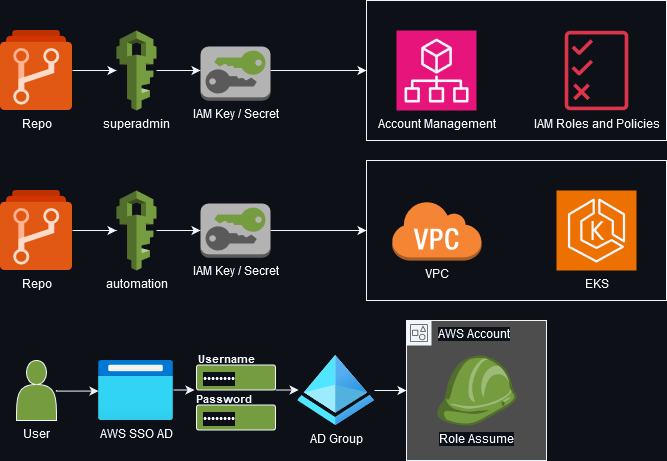 Repo
superadmin
IAM Key / Secret
Account Management
IAM Roles and Policies
Repo
automation
IAM Key / Secret
VPC
VPC
K
EKS
User
AWS SSO AD
Username
••••••••
Password
••••••••
AD Group
AWS Account
Role Assume